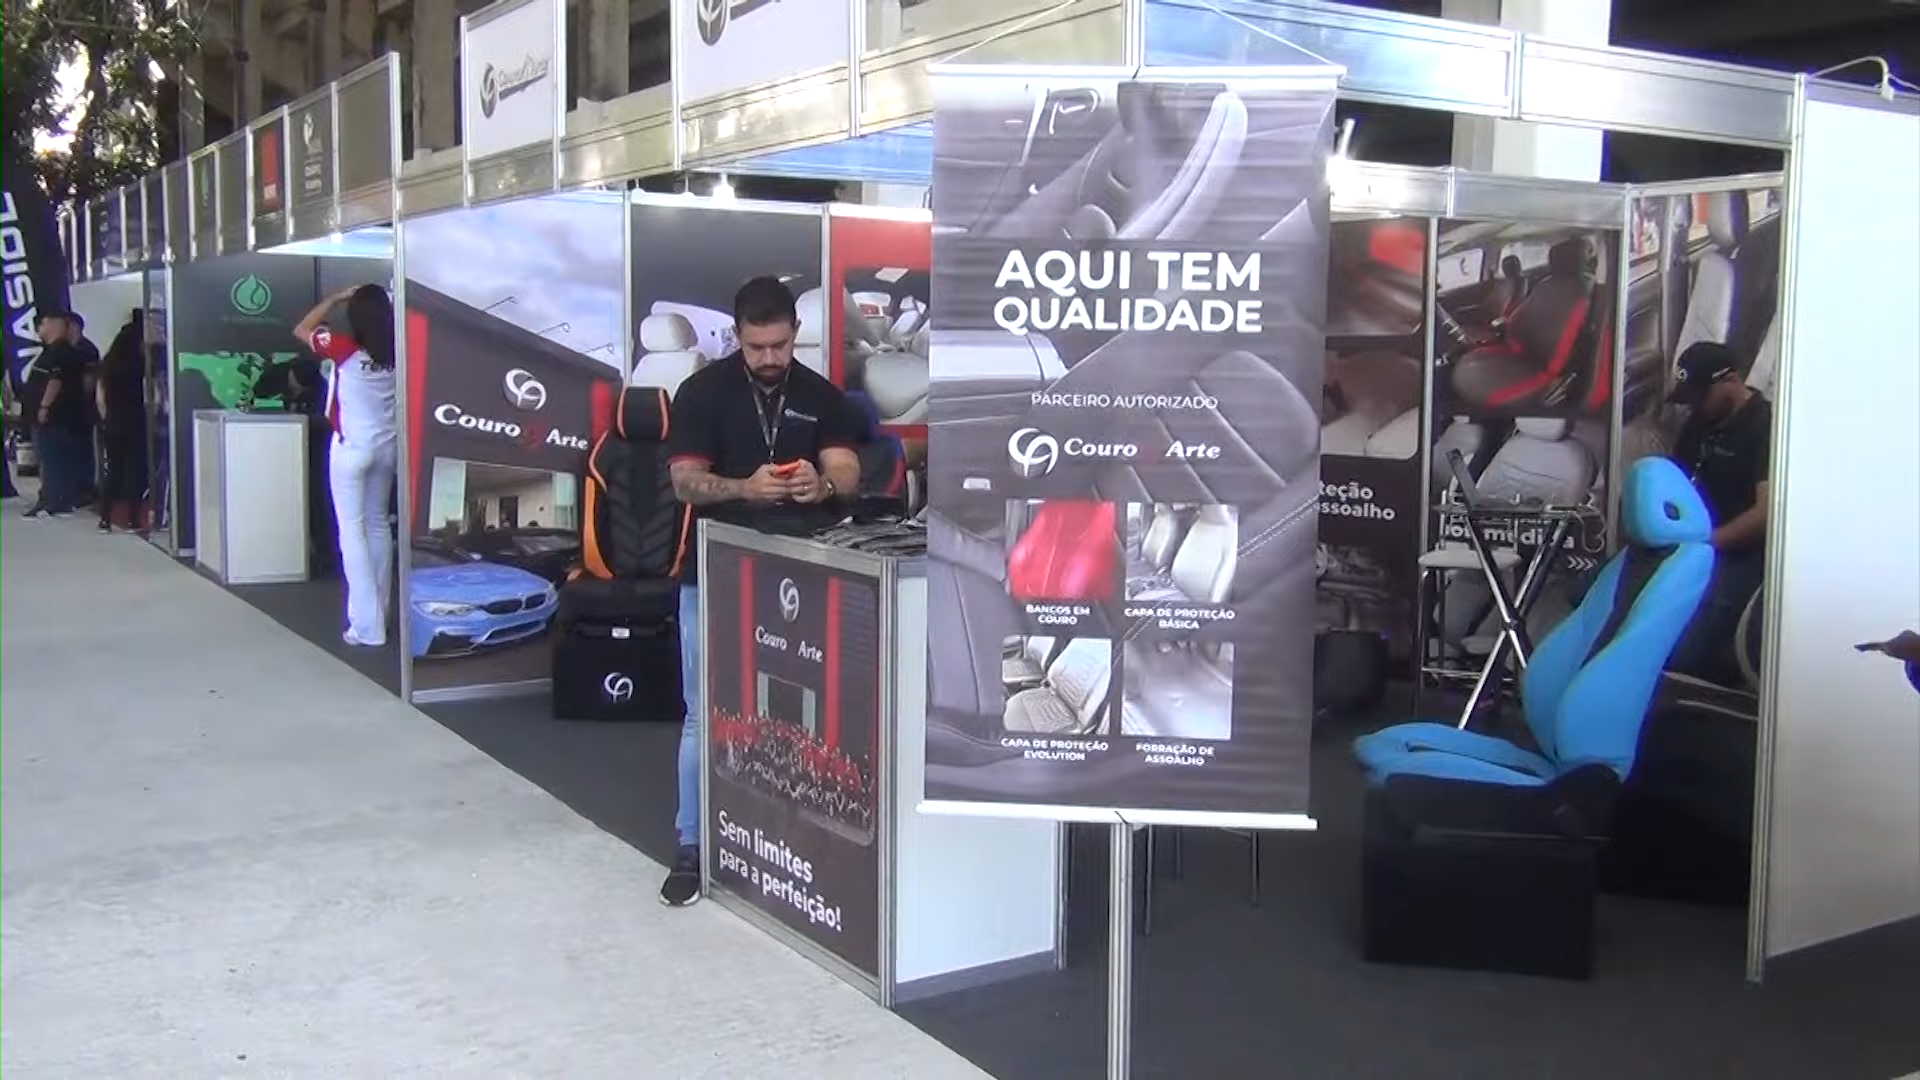 NASIOL
Couro Arte
AQUI TEM
QUALIDADE
PARCEIRO AUTORIZADO
Couro Arte
BANCOS EM
COURO
CAPA DE PROTEÇÃO
BÁSICA
CAPA DE PROTEÇÃO
EVOLUTION
FORRAÇÃO DE
ASSOALHO
Couro Arte
Sem limites
para a perfeição!
teção
ssoalho